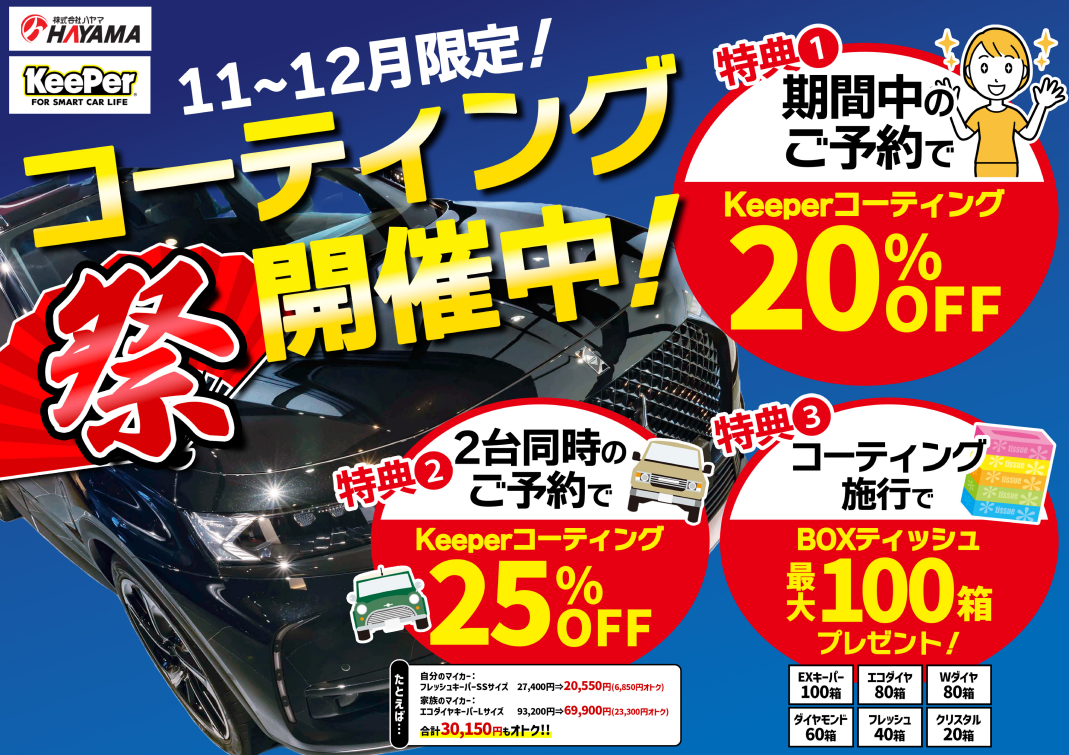 株式会社ハヤマ
HAYAMA
KeePer
FOR SMART CAR LIFE
11~12月限定!
コーティング
祭
開催中!
特典1
期間中の
ご予約で
Keeperコーティング
20%OFF
特典2
2台同時の
ご予約で
Keeperコーティング
25%OFF
特典3
コーティング
施行で
BOXティッシュ
最大100箱
プレゼント!
tissue
tissue
tissue
tissue
tissue
たとえば…
自分のマイカー:
フレッシュキーパーSSサイズ 27,400円⇒20,550円(6,850円オトク)
家族のマイカー:
エコダイヤキーパーLサイズ 93,200円⇒69,900円(23,300円オトク)
合計30,150円もオトク!!
EXキーパー
100箱
エコダイヤ
80箱
Wダイヤ
80箱
ダイヤモンド
60箱
フレッシュ
40箱
クリスタル
20箱